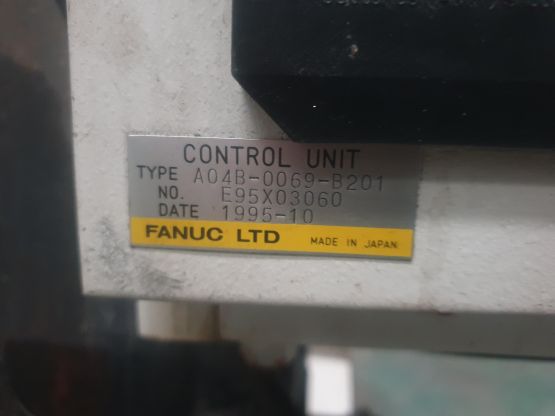 CONTROL UNIT
TYPE A04B-0069-B201
NO. E95X03060
DATE 1995-10
FANUC LTD MADE IN JAPAN